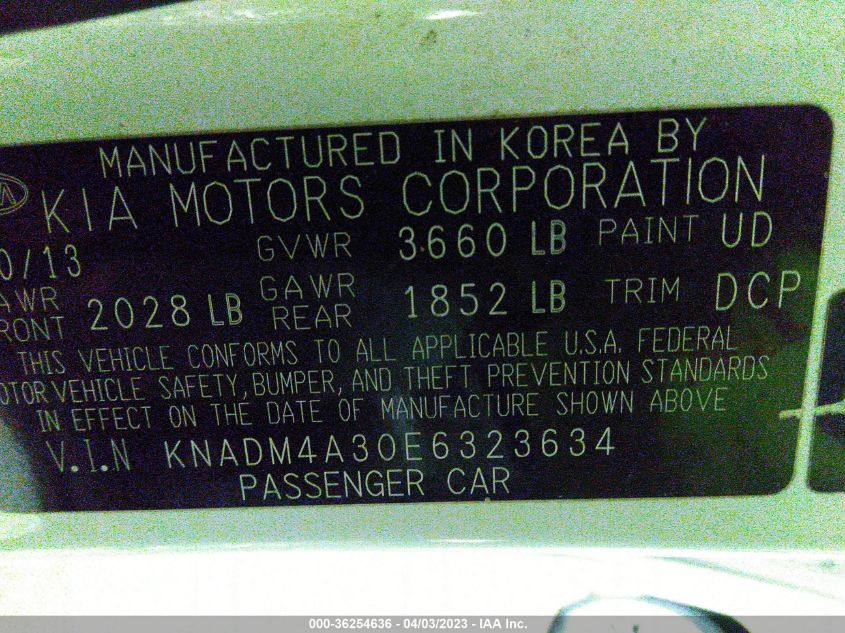 MANUFACTURED IN KOREA BY
KIA MOTORS CORPORATION
0/13 GVWR 3660 LB PAINT UD
AWR FRONT 2028 LB GAWR REAR 1852 LB TRIM DCP
THIS VEHICLE CONFORMS TO ALL APPLICABLE U.S.A. FEDERAL
OTOR VEHICLE SAFETY, BUMPER, AND THEFT PREVENTION STANDARDS
IN EFFECT ON THE DATE OF MANUFACTURE SHOWN ABOVE
V.I.N KNADM4A30E6323634
PASSENGER CAR
000-36254636 - 04/03/2023 - IAA Inc.